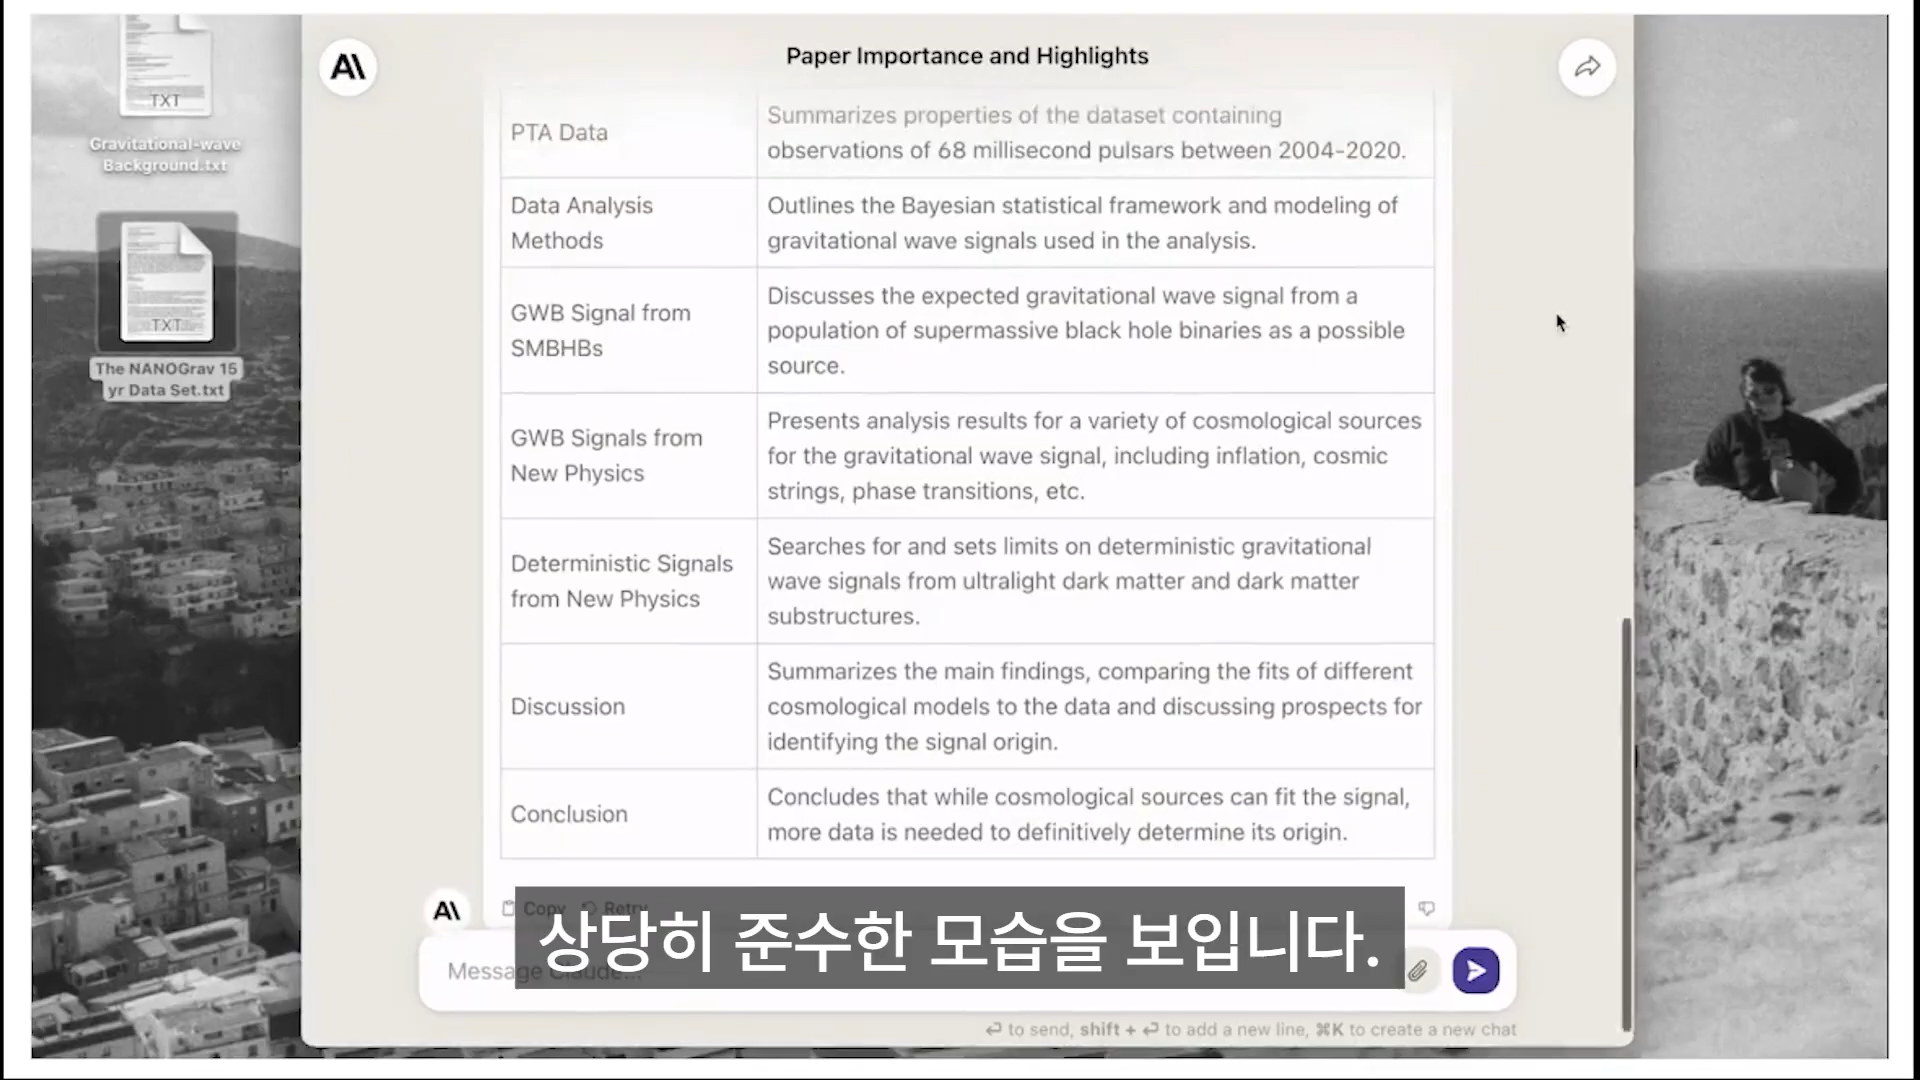 Paper Importance and Highlights
TXT
Gravitational-wave
Background.txt
TXT
The NANOGrav 15
yr Data Set.txt
PTA Data
Summarizes properties of the dataset containing
observations of 68 millisecond pulsars between 2004-2020.
Data Analysis
Methods
Outlines the Bayesian statistical framework and modeling of
gravitational wave signals used in the analysis.
GWB Signal from
SMBHBs
Discusses the expected gravitational wave signal from a
population of supermassive black hole binaries as a possible
source.
GWB Signals from
New Physics
Presents analysis results for a variety of cosmological sources
for the gravitational wave signal, including inflation, cosmic
strings, phase transitions, etc.
Deterministic Signals
from New Physics
Searches for and sets limits on deterministic gravitational
wave signals from ultralight dark matter and dark matter
substructures.
Discussion
Summarizes the main findings, comparing the fits of different
cosmological models to the data and discussing prospects for
identifying the signal origin.
Conclusion
Concludes that while cosmological sources can fit the signal,
more data is needed to definitively determine its origin.
Copy Retry
상당히 준수한 모습을 보입니다.
Message Claude...
⏎ to send, shift + ⏎ to add a new line, ⌘K to create a new chat